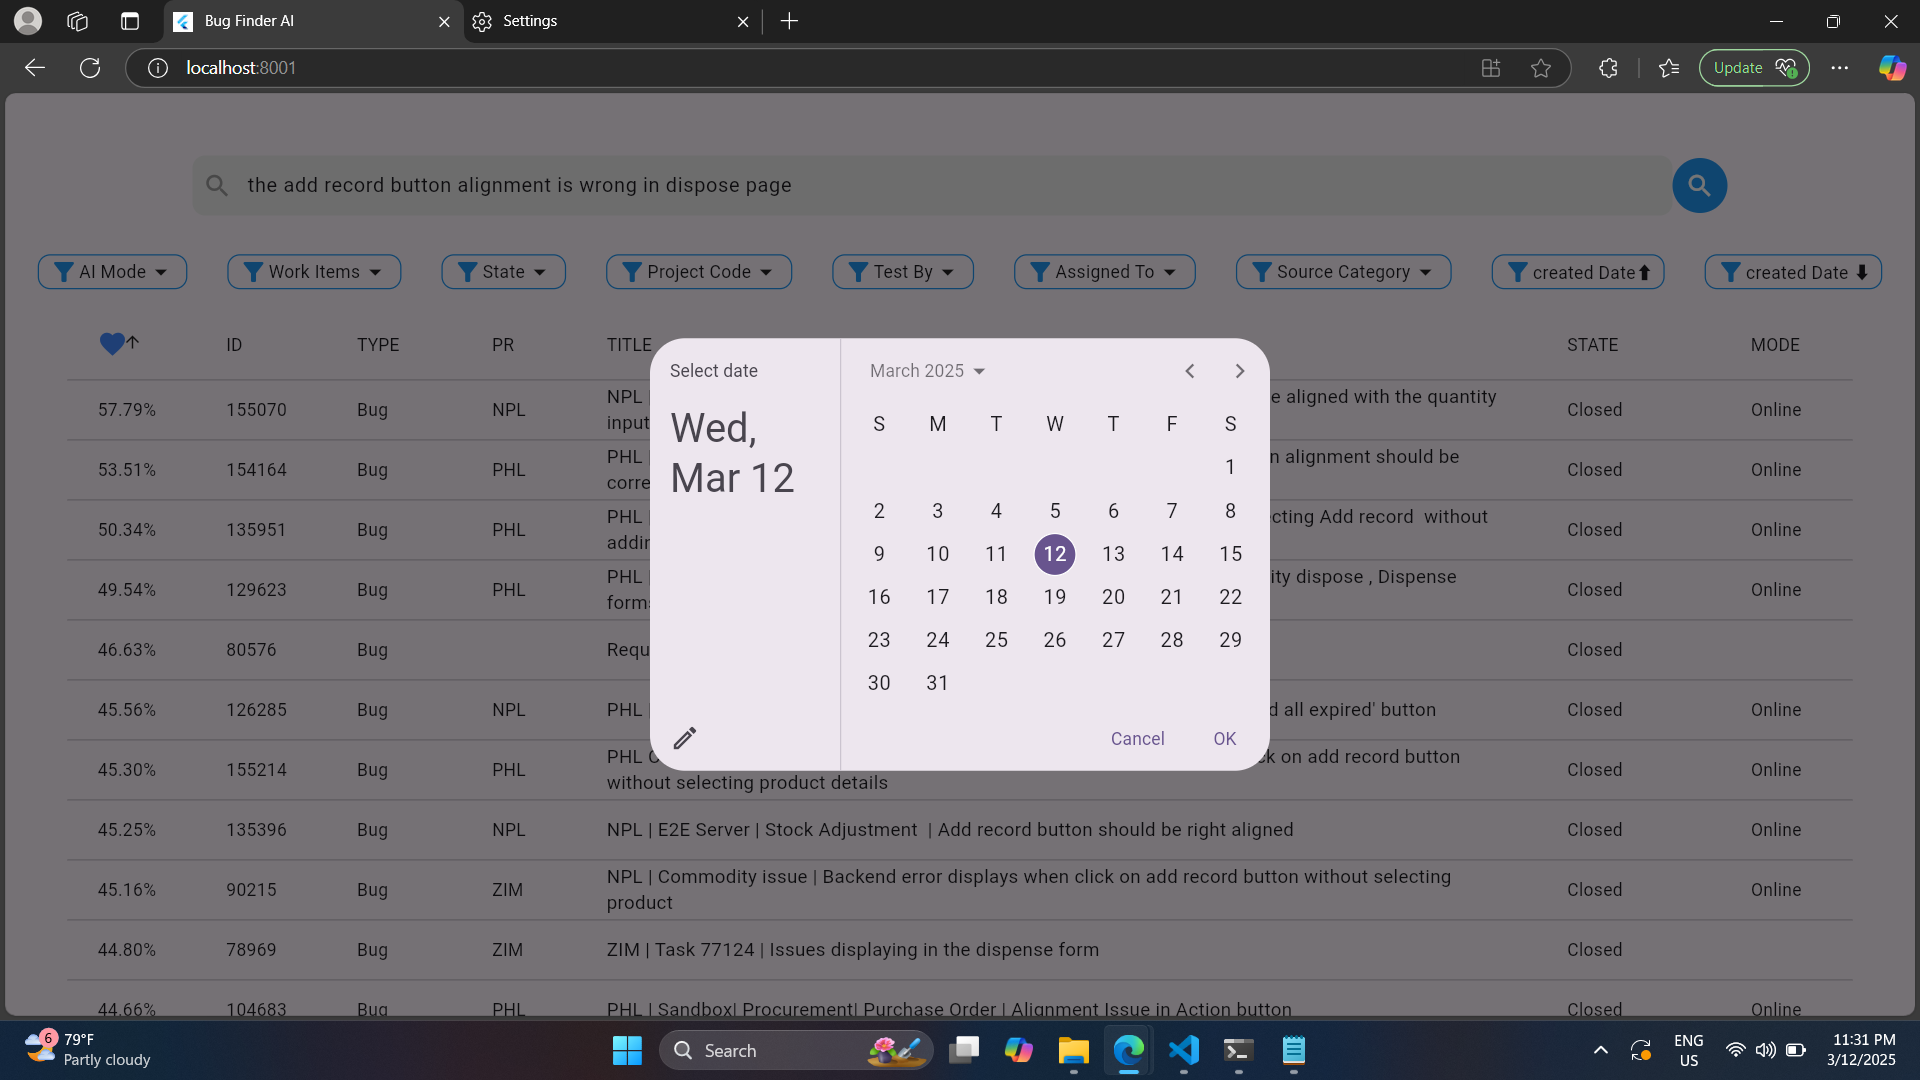 Bug Finder AI
Settings
localhost:8001
Update
the add record button alignment is wrong in dispose page
AI Mode
Work Items
State
Project Code
Test By
Assigned To
Source Category
created Date
created Date
ID TYPE PR TITLE STATE MODE
57.79% 155070 Bug NPL NPL | e aligned with the quantity Closed Online
input
53.51% 154164 Bug PHL PHL | n alignment should be Closed Online
corre
50.34% 135951 Bug PHL PHL | cting Add record without Closed Online
addin
49.54% 129623 Bug PHL PHL | ity dispose , Dispense Closed Online
form
46.63% 80576 Bug Requ Closed
45.56% 126285 Bug NPL PHL | d all expired' button Closed Online
45.30% 155214 Bug PHL PHL C ck on add record button Closed Online
without selecting product details
45.25% 135396 Bug NPL NPL | E2E Server | Stock Adjustment | Add record button should be right aligned Closed Online
45.16% 90215 Bug ZIM NPL | Commodity issue | Backend error displays when click on add record button without selecting Closed Online
product
44.80% 78969 Bug ZIM ZIM | Task 77124 | Issues displaying in the dispense form Closed
44.66% 104683 Bug PHL PHL | Sandbox| Procurement| Purchase Order | Alignment Issue in Action button Closed Online
Select date
Wed,
Mar 12
March 2025
S M T W T F S
1
2 3 4 5 6 7 8
9 10 11 12 13 14 15
16 17 18 19 20 21 22
23 24 25 26 27 28 29
30 31
Cancel OK
6
79°F
Partly cloudy
Search
ENG
US
11:31 PM
3/12/2025